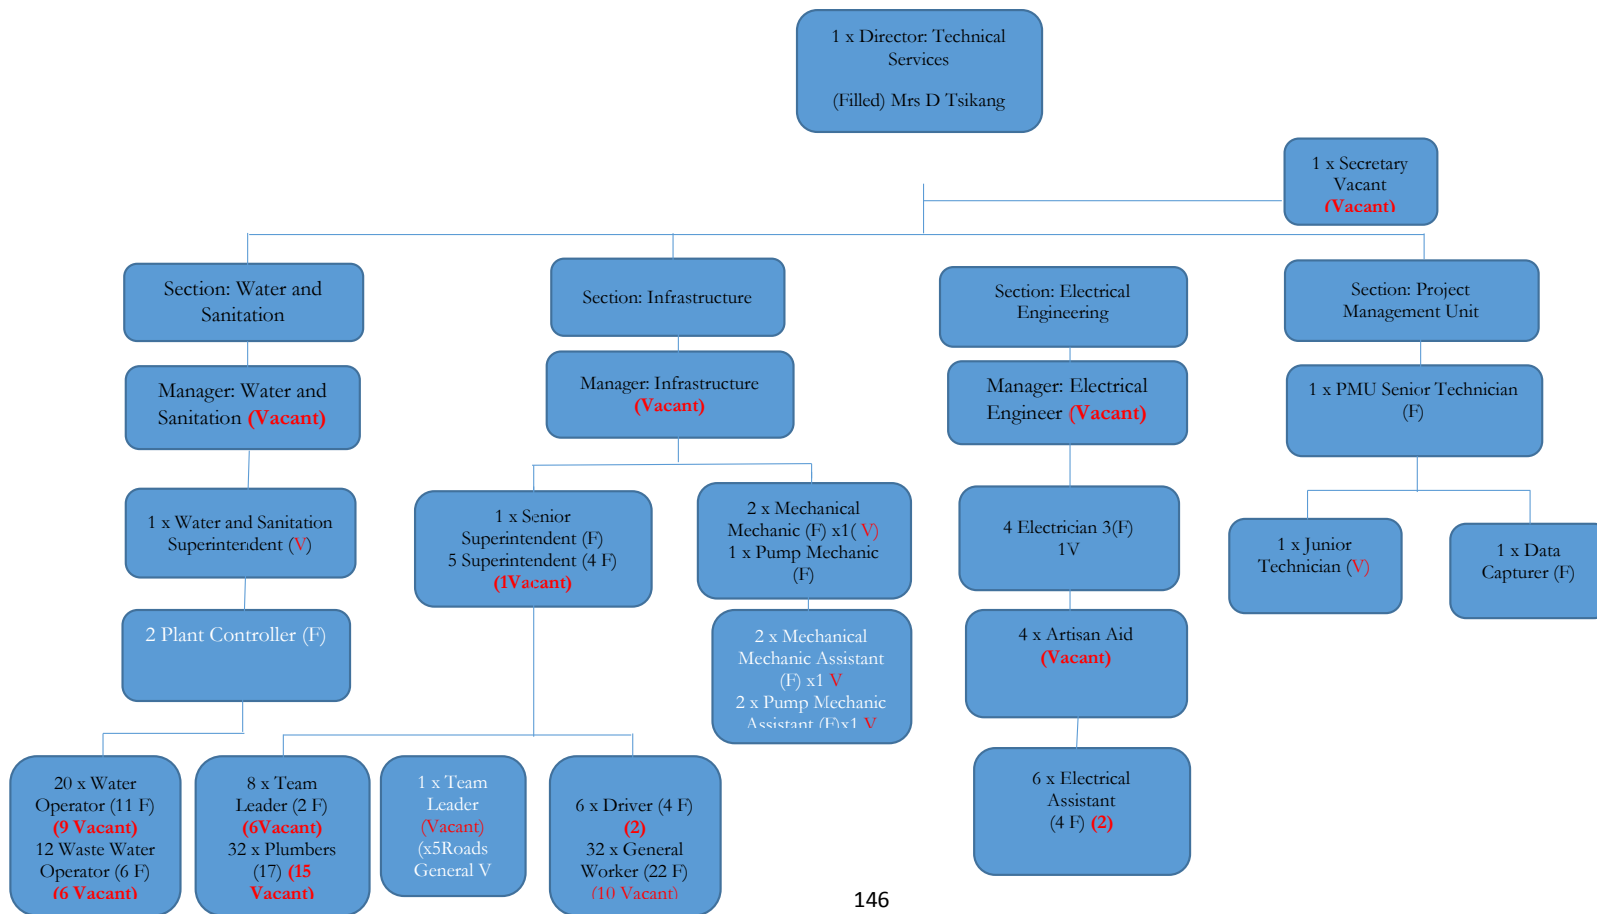 1 x Director: Technical
Services
(Filled) Mrs D Tsikang
1 x Secretary
Vacant
(Vacant)
Section: Water and
Sanitation
Section: Infrastructure
Section: Electrical
Engineering
Section: Project
Management Unit
Manager: Water and
Sanitation (Vacant)
Manager: Infrastructure
(Vacant)
Manager: Electrical
Engineer (Vacant)
1 x PMU Senior Technician
(F)
1 x Water and Sanitation
Superintendent (V)
1 x Senior
Superintendent (F)
5 Superintendent (4 F)
(1Vacant)
2 x Mechanical
Mechanic (F) x1( V)
1 x Pump Mechanic
(F)
4 Electrician 3(F)
1V
1 x Junior
Technician (V)
1 x Data
Capturer (F)
2 Plant Controller (F)
2 x Mechanical
Mechanic Assistant
(F) x1 V
2 x Pump Mechanic
Assistant (F)x1 V
4 x Artisan Aid
(Vacant)
20 x Water
Operator (11 F)
(9 Vacant)
12 Waste Water
Operator (6 F)
(6 Vacant)
8 x Team
Leader (2 F)
(6Vacant)
32 x Plumbers
(17) (15
Vacant)
1 x Team
Leader
(Vacant)
(x5Roads
General V
6 x Driver (4 F)
(2)
32 x General
Worker (22 F)
(10 Vacant)
6 x Electrical
Assistant
(4 F) (2)
146